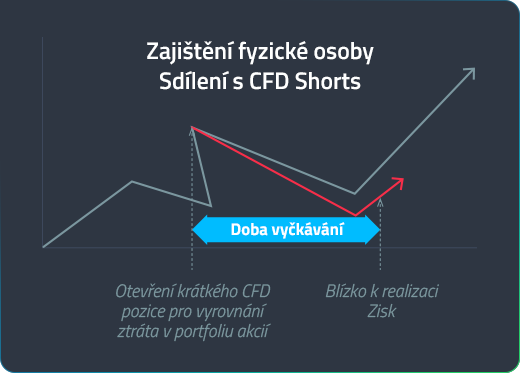 Zajištění fyzické osoby
Sdílení s CFD Shorts
Doba vyčkávání
Otevření krátkého CFD
pozice pro vyrovnání
ztráta v portfoliu akcií
Blízko k realizaci
Zisk